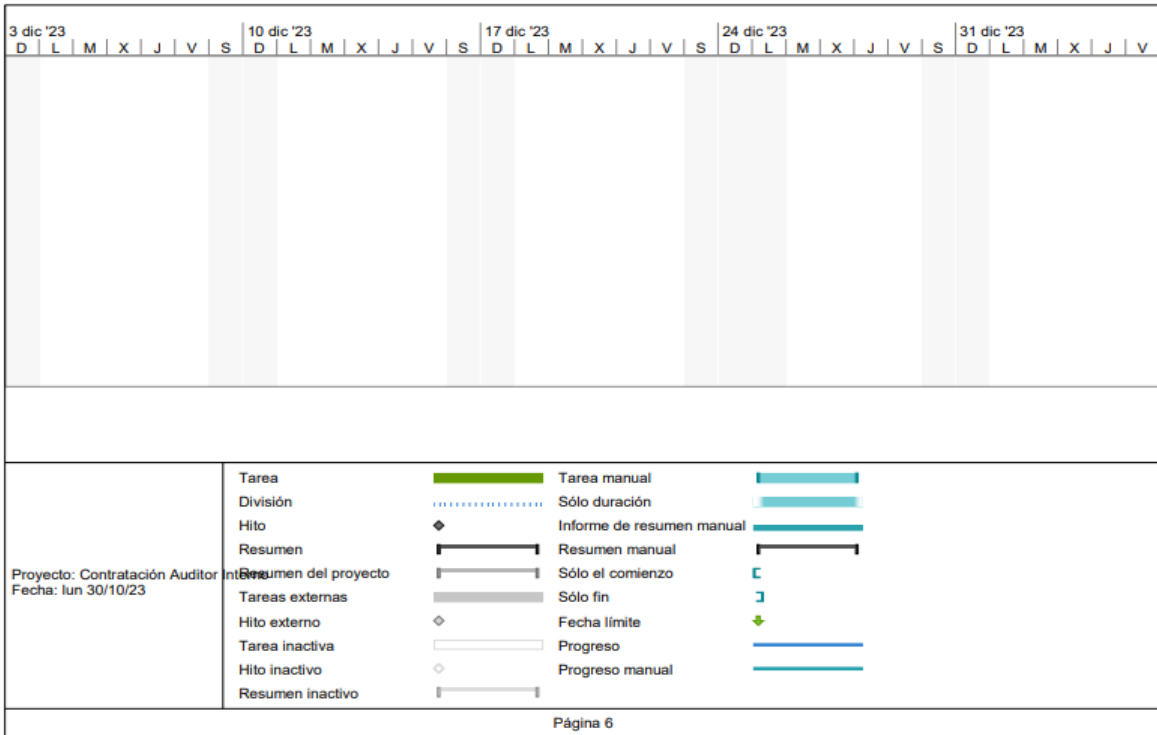 3 dic '23 10 dic '23 17 dic '23 24 dic '23 31 dic '23
D L M X J V S D L M X J V S D L M X J V S D L M X J V S D L M X J V
Tarea Tarea manual
División Sólo duración
Hito Informe de resumen manual
Resumen Resumen manual
Proyecto: Contratación Auditor Interno
Fecha: lun 30/10/23
Resumen del proyecto Sólo el comienzo
Tareas externas Sólo fin
Hito externo Fecha límite
Tarea inactiva Progreso
Hito inactivo Progreso manual
Resumen inactivo
Página 6